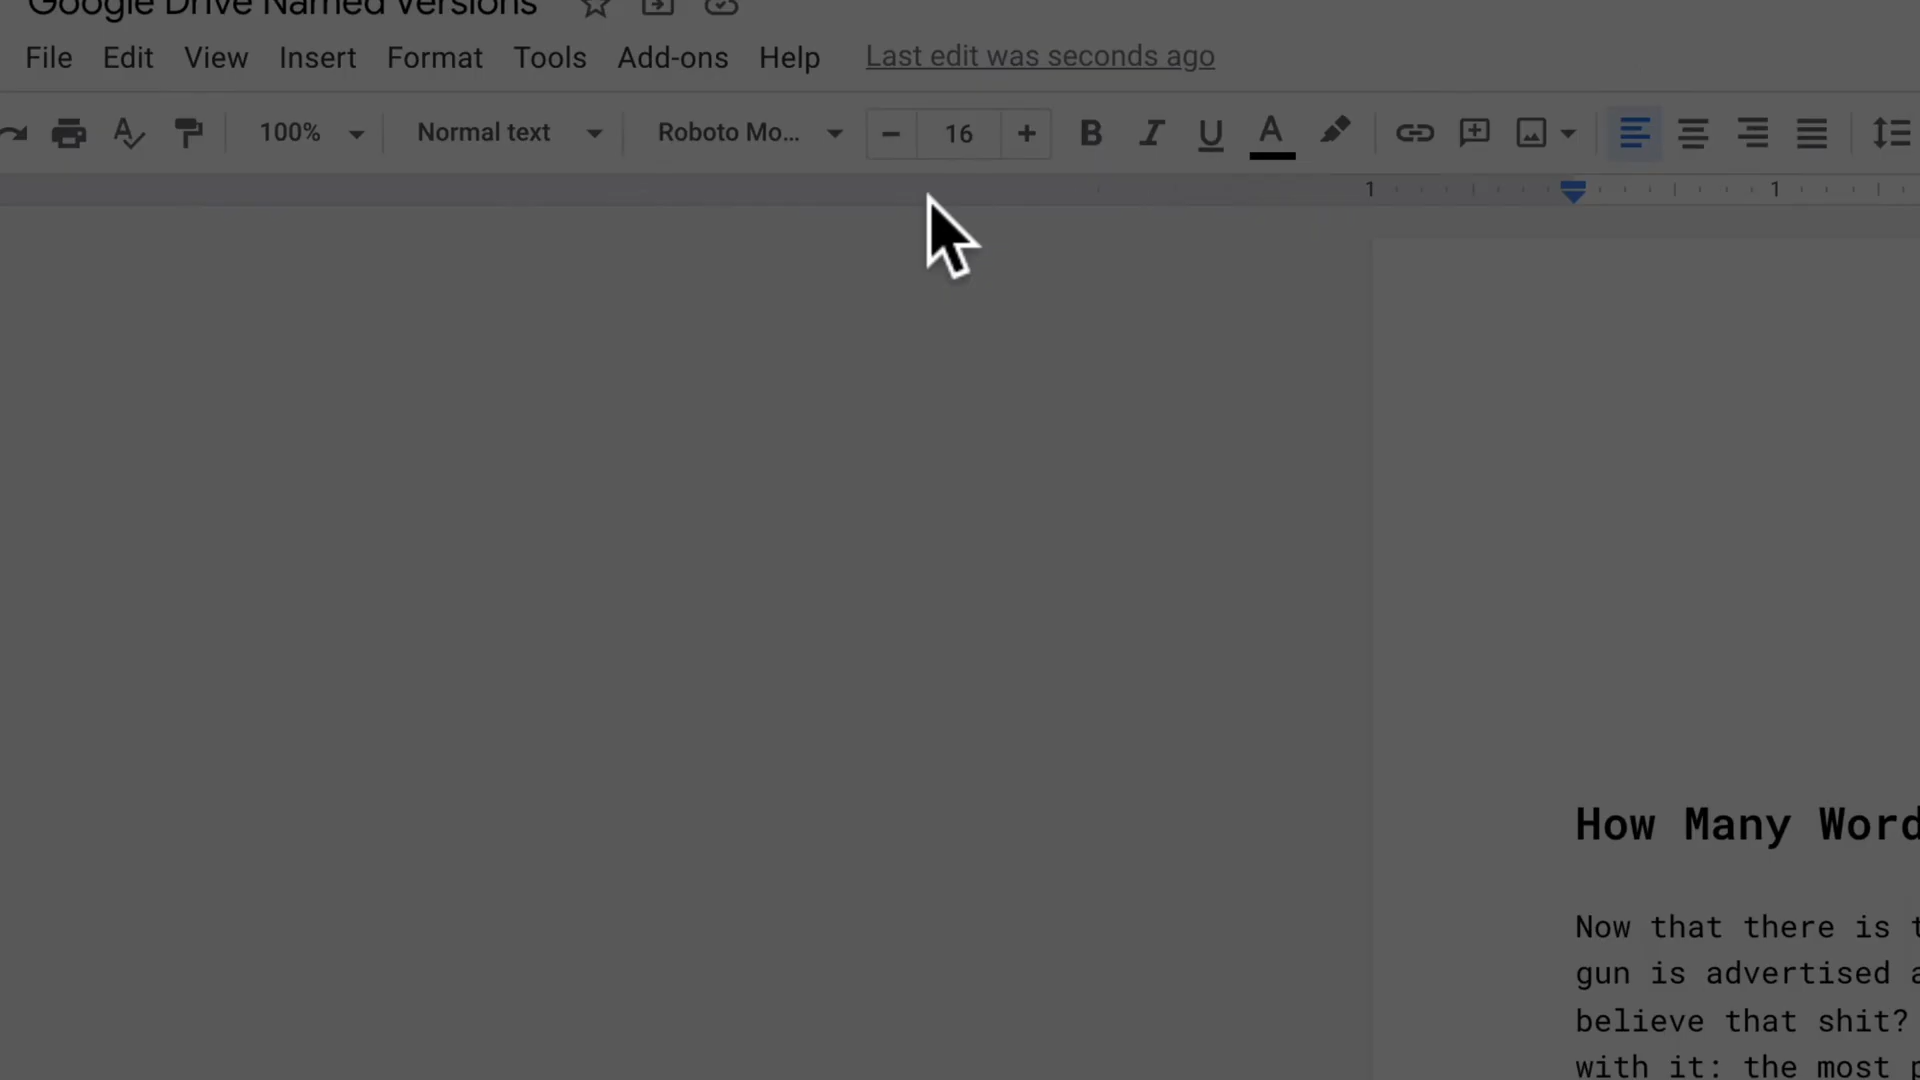 Google Drive Named Versions
File Edit View Insert Format Tools Add-ons Help Last edit was seconds ago
100% Normal text Roboto Mo... − 16 + B I U A
1 1
How Many Word
Now that there is t
gun is advertised a
believe that shit?
with it: the most p